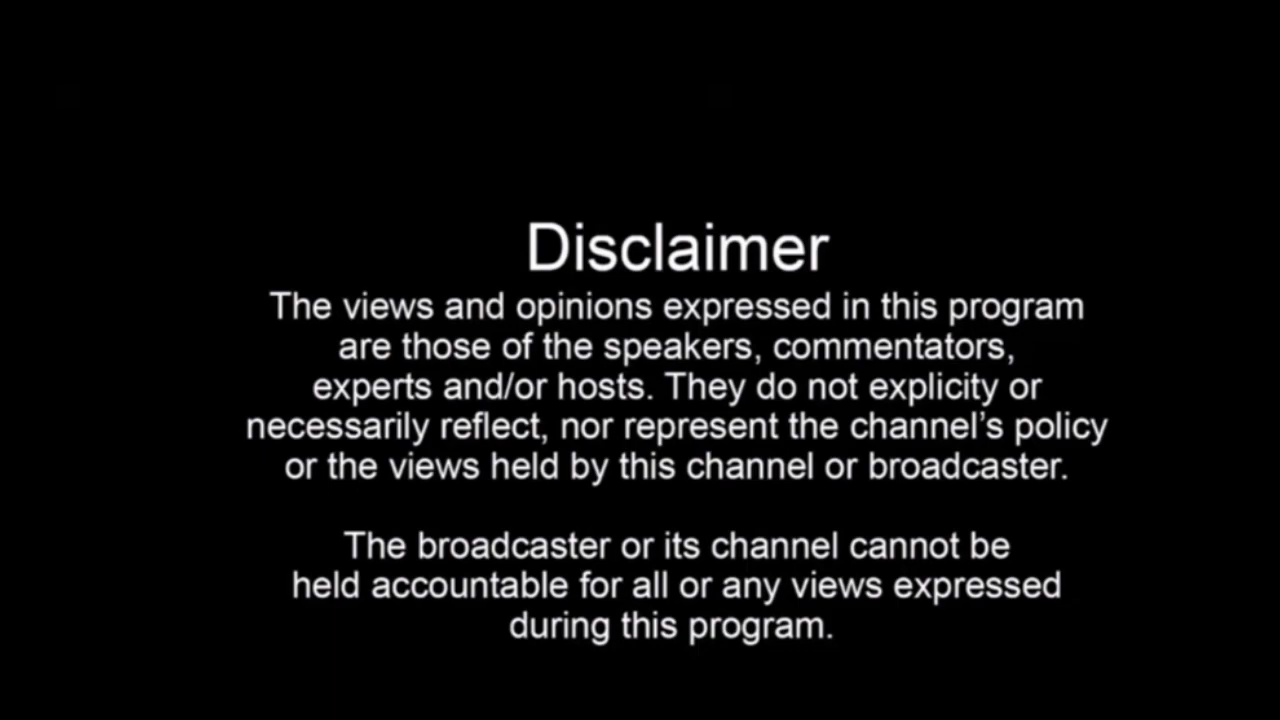 Disclaimer
The views and opinions expressed in this program
are those of the speakers, commentators,
experts and/or hosts. They do not explicity or
necessarily reflect, nor represent the channel’s policy
or the views held by this channel or broadcaster.
The broadcaster or its channel cannot be
held accountable for all or any views expressed
during this program.